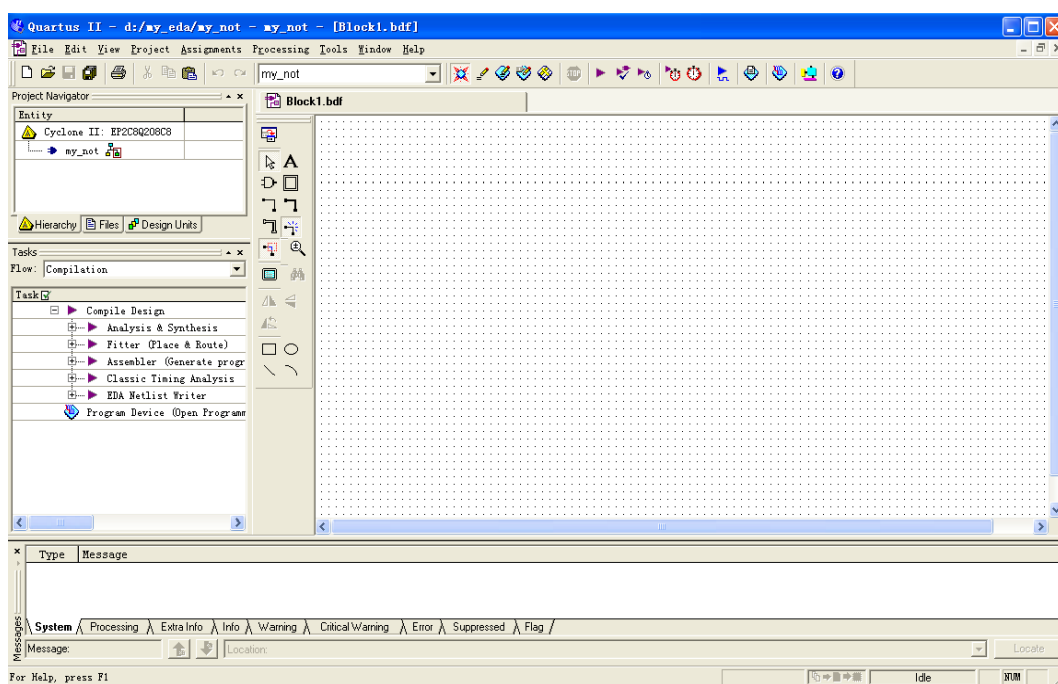 Quartus II - d:/my_eda/my_not - my_not - [Block1.bdf]
File Edit View Project Assignments Processing Tools Window Help
my_not
Project Navigator
Block1.bdf
Entity
Cyclone II: EP2C8Q208C8
my_not
A
Hierarchy Files Design Units
Tasks
Flow: Compilation
Task
Compile Design
Analysis & Synthesis
Fitter (Place & Route)
Assembler (Generate progr
Classic Timing Analysis
EDA Netlist Writer
Program Device (Open Programm
Type Message
System Processing Extra Info Info Warning Critical Warning Error Suppressed Flag
Messages
Message: Location: Locate
For Help, press F1 Idle NUM